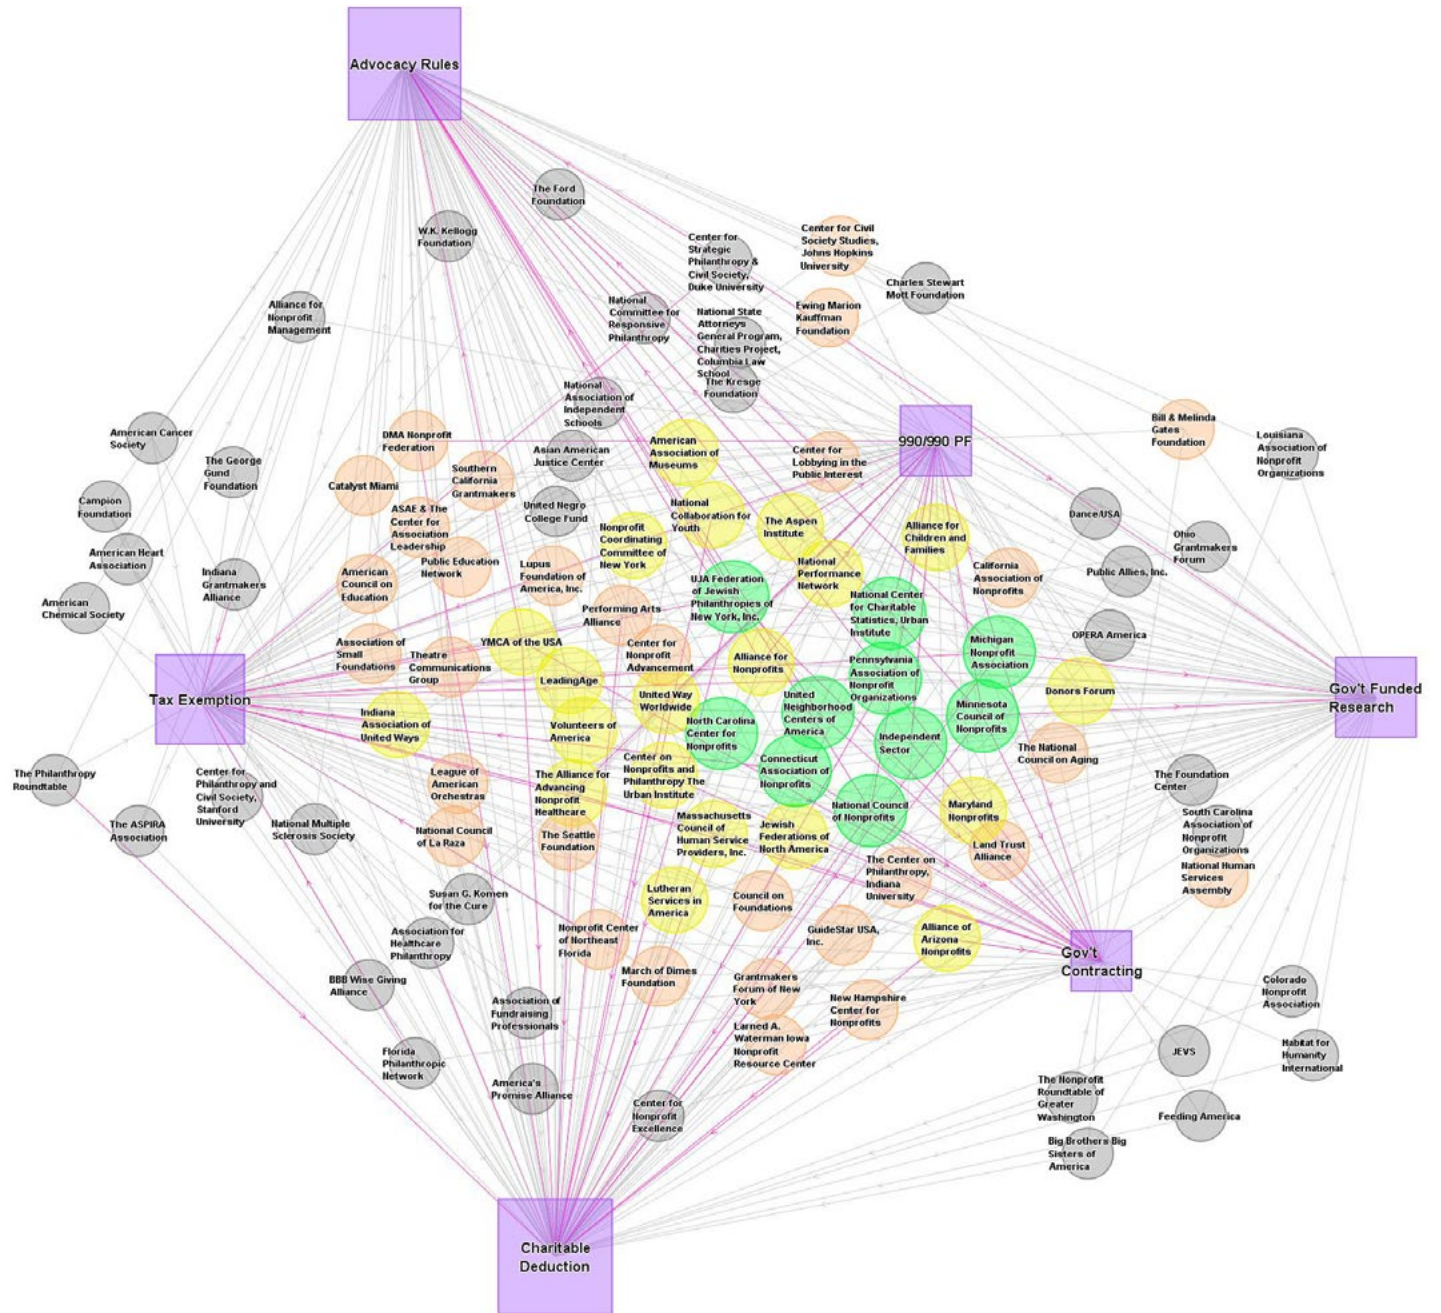 Advocacy Rules
The Ford
Foundation
W.K. Kellogg
Foundation
Center for
Strategic
Philanthropy &
Civil Society,
Duke University
Center for Civil
Society Studies,
Johns Hopkins
University
Charles Stewart
Mott Foundation
Alliance for
Nonprofit
Management
National
Committee for
Responsive
Philanthropy
National State
Attorneys
General Program,
Charities Project,
Columbia Law
School
Ewing Marion
Kauffman
Foundation
The Kresge
Foundation
National
Association of
Independent
Schools
990/990 PF
Bill & Melinda
Gates
Foundation
Louisiana
Association of
Nonprofit
Organizations
American Cancer
Society
DMA Nonprofit
Federation
Asian American
Justice Center
American
Association of
Museums
Center for
Lobbying in the
Public Interest
The George
Gund
Foundation
Catalyst Miami
Southern
California
Grantmakers
Campion
Foundation
ASAE & The
Center for
Association
Leadership
United Negro
College Fund
National
Collaboration for
Youth
The Aspen
Institute
Alliance for
Children and
Families
Dance/USA
Ohio
Grantmakers
Forum
American Heart
Association
Nonprofit
Coordinating
Committee of
New York
Indiana
Grantmakers
Alliance
American
Council on
Education
Public Education
Network
Lupus
Foundation of
America, Inc.
UJA Federation
of Jewish
Philanthropies of
New York, Inc.
National
Performance
Network
National Center
for Charitable
Statistics, Urban
Institute
California
Association of
Nonprofits
Public Allies, Inc.
American
Chemical Society
Performing Arts
Alliance
OPERA America
Association of
Small
Foundations
Theatre
Communications
Group
YMCA of the USA
Center for
Nonprofit
Advancement
Alliance for
Nonprofits
Pennsylvania
Association of
Nonprofit
Organizations
Michigan
Nonprofit
Association
Tax Exemption
LeadingAge
United Way
Worldwide
United
Neighborhood
Centers of
America
Minnesota
Council of
Nonprofits
Donors Forum
Gov't Funded
Research
Indiana
Association of
United Ways
Volunteers of
America
North Carolina
Center for
Nonprofits
Independent
Sector
The National
Council on Aging
The Philanthropy
Roundtable
Center for
Philanthropy and
Civil Society,
Stanford
University
League of
American
Orchestras
The Alliance for
Advancing
Nonprofit
Healthcare
Center on
Nonprofits and
Philanthropy The
Urban Institute
Connecticut
Association of
Nonprofits
The Foundation
Center
The ASPIRA
Association
National Multiple
Sclerosis Society
National Council
of La Raza
The Seattle
Foundation
Massachusetts
Council of
Human Service
Providers, Inc.
Jewish
Federations of
North America
National Council
of Nonprofits
Maryland
Nonprofits
South Carolina
Association of
Nonprofit
Organizations
Land Trust
Alliance
National Human
Services
Assembly
Susan G. Komen
for the Cure
Lutheran
Services in
America
Council on
Foundations
The Center on
Philanthropy,
Indiana
University
Association for
Healthcare
Philanthropy
Nonprofit Center
of Northeast
Florida
GuideStar USA,
Inc.
Alliance of
Arizona
Nonprofits
Gov't
Contracting
BBB Wise Giving
Alliance
March of Dimes
Foundation
Grantmakers
Forum of New
York
New Hampshire
Center for
Nonprofits
Colorado
Nonprofit
Association
Association of
Fundraising
Professionals
Larned A.
Waterman Iowa
Nonprofit
Resource Center
Florida
Philanthropic
Network
America's
Promise Alliance
JEVS
Habitat for
Humanity
International
Center for
Nonprofit
Excellence
The Nonprofit
Roundtable of
Greater
Washington
Feeding America
Big Brothers Big
Sisters of
America
Charitable
Deduction